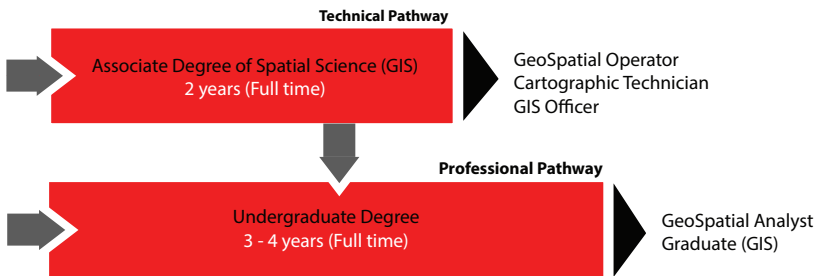 Technical Pathway
Associate Degree of Spatial Science (GIS)
2 years (Full time)
GeoSpatial Operator
Cartographic Technician
GIS Officer
Professional Pathway
Undergraduate Degree
3 - 4 years (Full time)
GeoSpatial Analyst
Graduate (GIS)